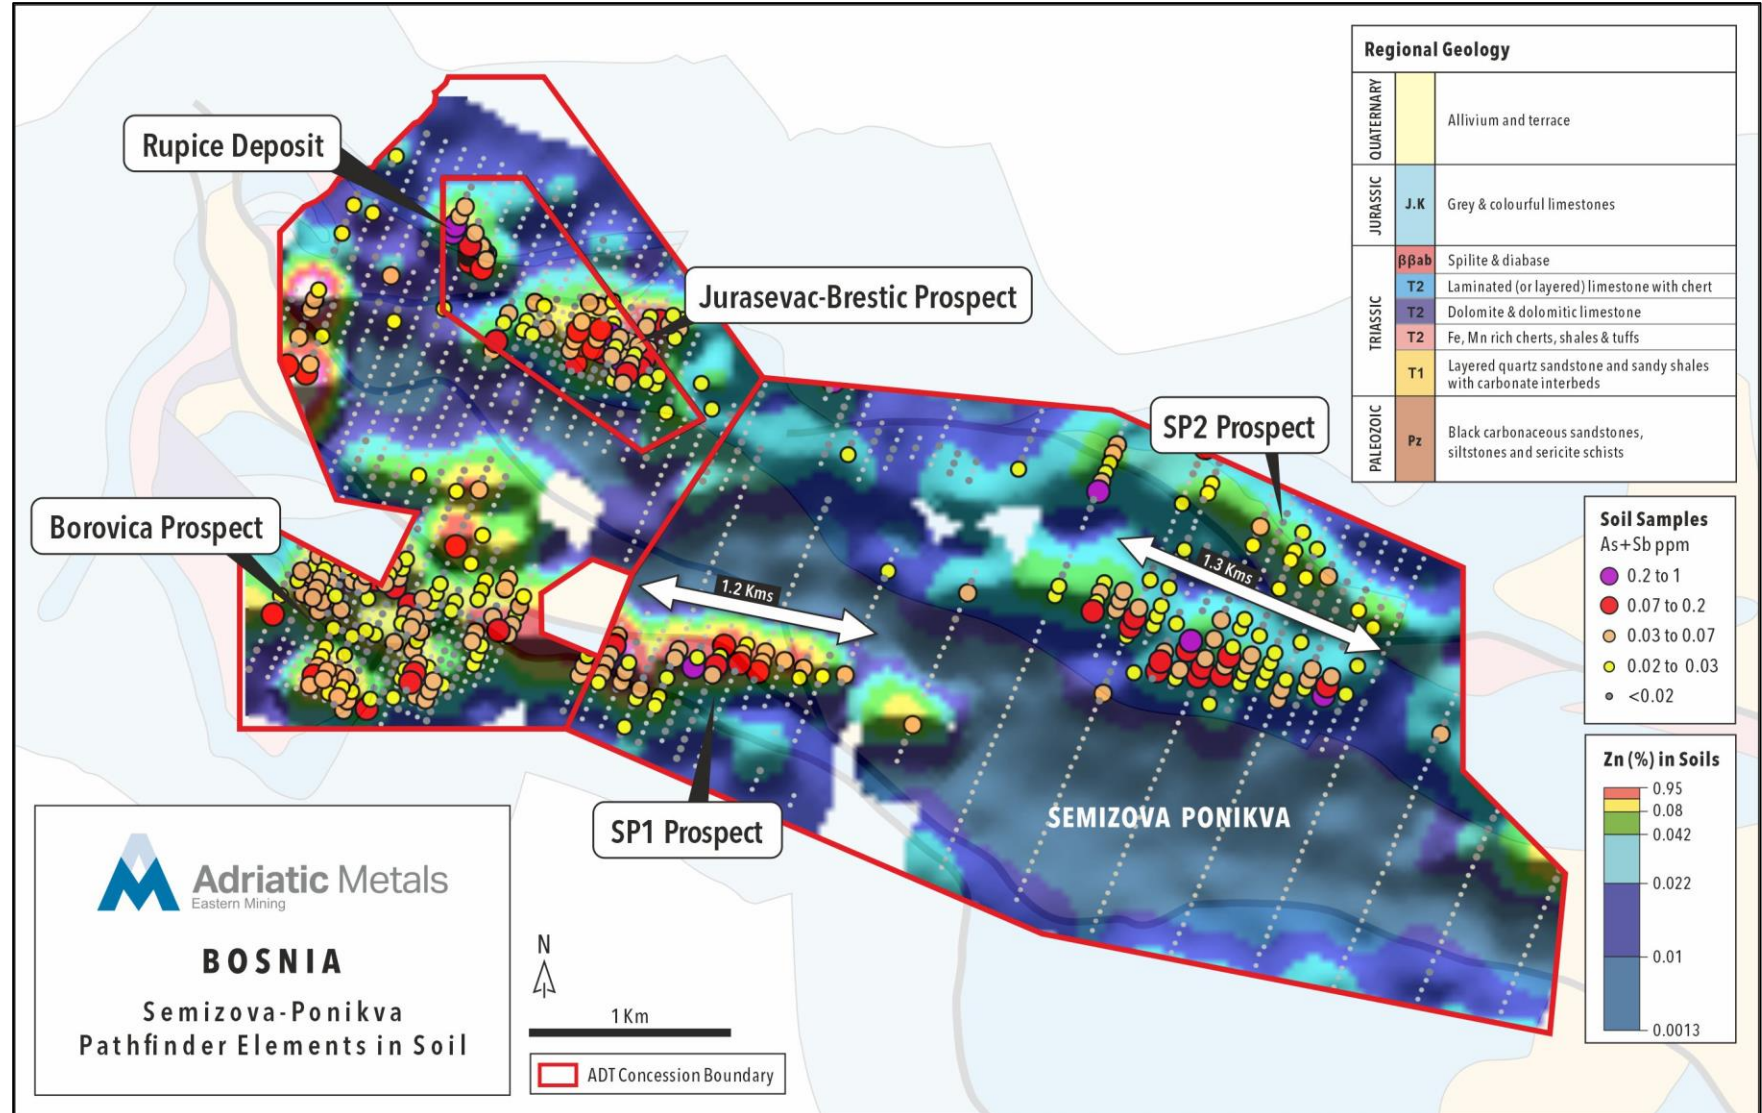 Rupice Deposit
Jurasevac-Brestic Prospect
SP2 Prospect
Borovica Prospect
1.2 Kms
1.3 Kms
SP1 Prospect
SEMIZOVA PONIKVA
Adriatic Metals
Eastern Mining
BOSNIA
Semizova-Ponikva
Pathfinder Elements in Soil
N
1 Km
ADT Concession Boundary
Regional Geology
QUATERNARY
Allivium and terrace
JURASSIC
J.K Grey & colourful limestones
TRIASSIC
ββab Spilite & diabase
T2 Laminated (or layered) limestone with chert
T2 Dolomite & dolomitic limestone
T2 Fe, Mn rich cherts, shales & tuffs
T1 Layered quartz sandstone and sandy shales
with carbonate interbeds
PALEOZOIC
Pz Black carbonaceous sandstones,
siltstones and sericite schists
Soil Samples
As+Sb ppm
0.2 to 1
0.07 to 0.2
0.03 to 0.07
0.02 to 0.03
<0.02
Zn (%) in Soils
0.95
0.08
0.042
0.022
0.01
0.0013